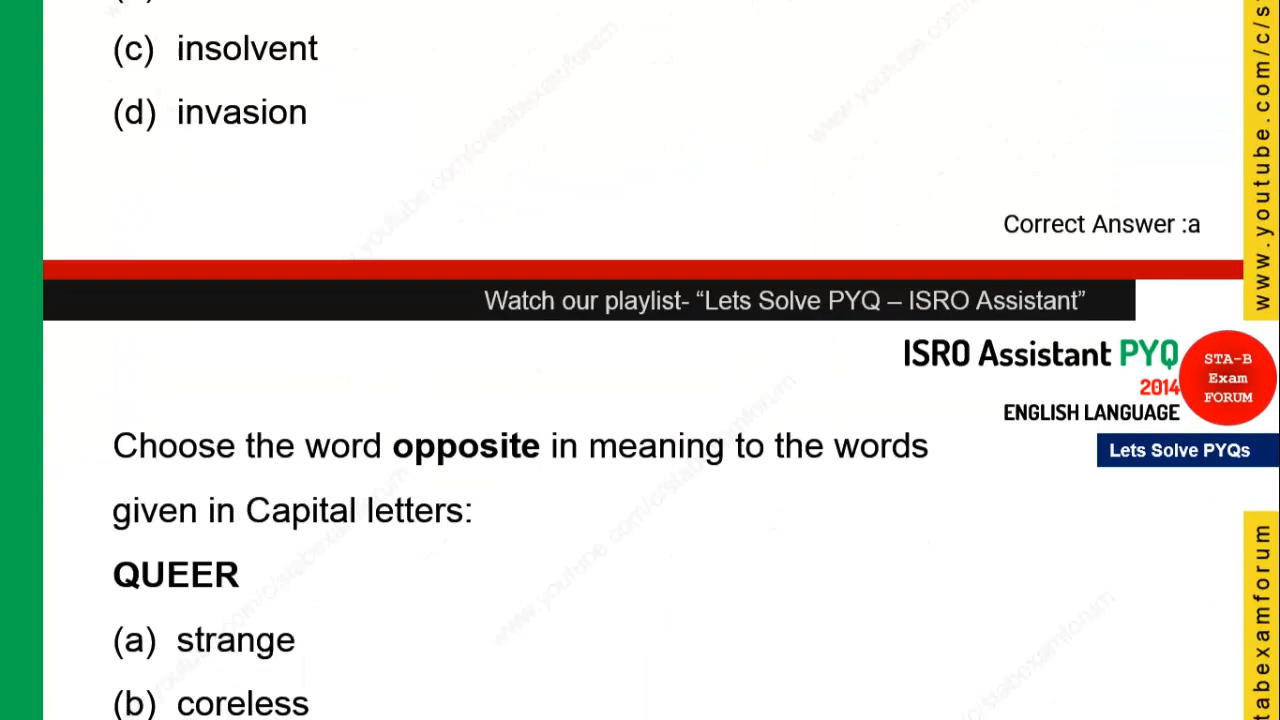 (c) insolvent
(d) invasion
Correct Answer :a
Watch our playlist- “Lets Solve PYQ – ISRO Assistant”
ISRO Assistant PYQ
2014
ENGLISH LANGUAGE
STA-B
Exam
FORUM
Lets Solve PYQs
Choose the word opposite in meaning to the words
given in Capital letters:
QUEER
(a) strange
(b) coreless
www.youtube.com/c/s
tabexamforum